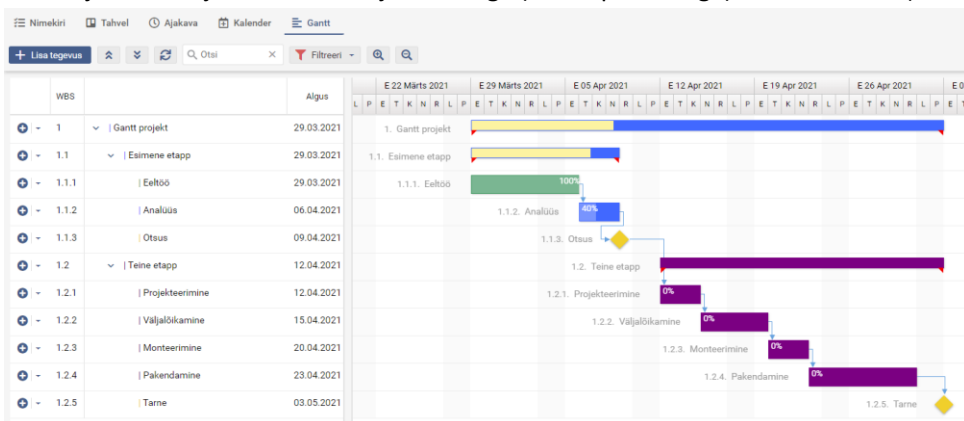 Nimekiri Tahvel Ajakava Kalender Gantt
+ Lisa tegevus Otsi × Filtreeri
WBS Algus E 22 Märts 2021 E 29 Märts 2021 E 05 Apr 2021 E 12 Apr 2021 E 19 Apr 2021 E 26 Apr 2021 E 0
L P E T K N R L P E T K N R L P E T K N R L P E T K N R L P E T K N R L P E T K N R L P E T
1 Gantt projekt 29.03.2021 1. Gantt projekt
1.1 Esimene etapp 29.03.2021 1.1. Esimene etapp
1.1.1 Eeltöö 29.03.2021 1.1.1. Eeltöö 100%
1.1.2 Analüüs 06.04.2021 1.1.2. Analüüs 40%
1.1.3 Otsus 09.04.2021 1.1.3. Otsus
1.2 Teine etapp 12.04.2021 1.2. Teine etapp
1.2.1 Projekteerimine 12.04.2021 1.2.1. Projekteerimine 0%
1.2.2 Väljalõikamine 15.04.2021 1.2.2. Väljalõikamine 0%
1.2.3 Monteerimine 20.04.2021 1.2.3. Monteerimine 0%
1.2.4 Pakendamine 23.04.2021 1.2.4. Pakendamine 0%
1.2.5 Tarne 03.05.2021 1.2.5. Tarne